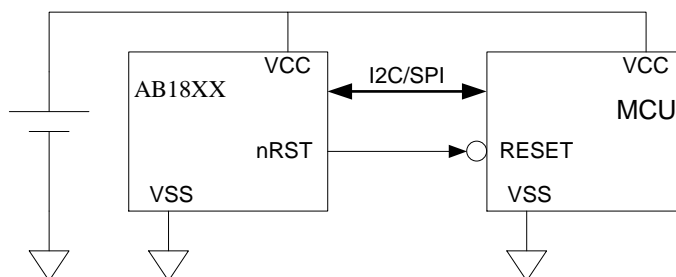 VCC
I2C/SPI
VCC
AB18XX
MCU
nRST
RESET
VSS
VSS